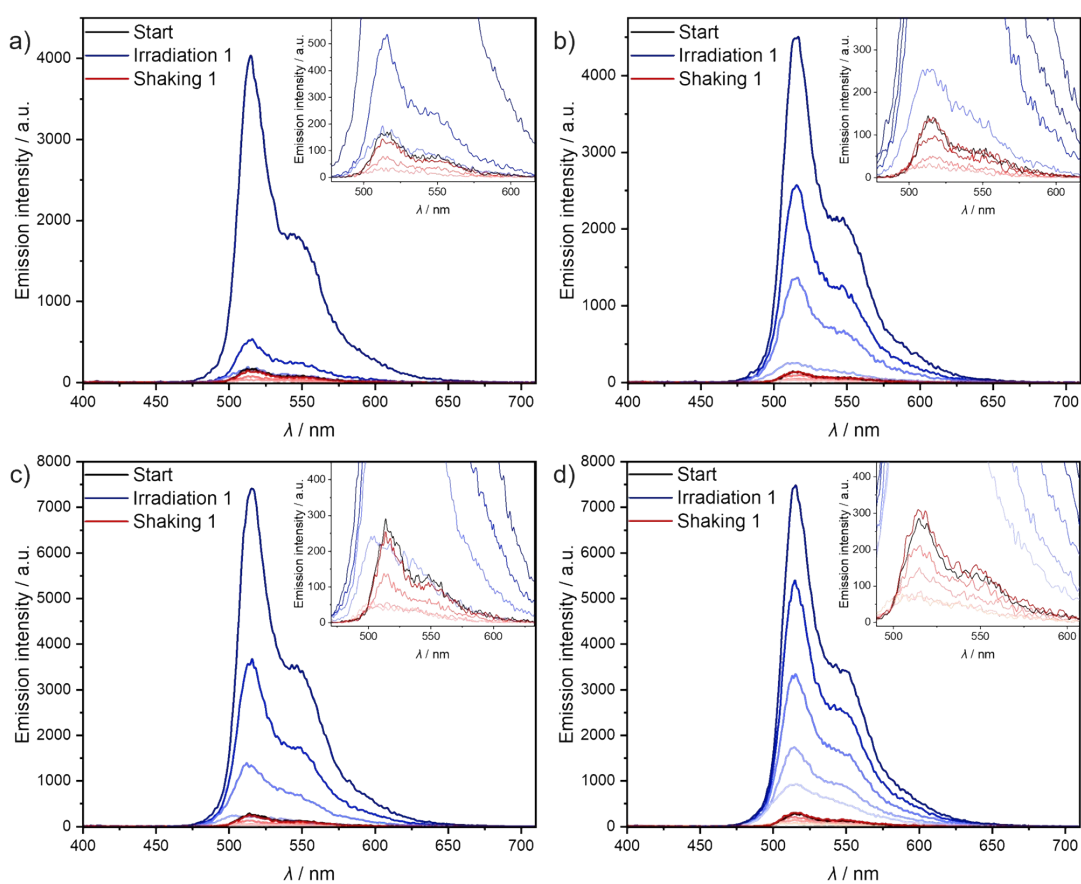 a)
Start
Irradiation 1
Shaking 1
Emission intensity / a.u.
4000
3000
2000
1000
0
400 450 500 550 600 650 700
λ / nm
Emission intensity / a.u.
500
400
300
200
100
0
500 550 600
λ / nm
b)
Start
Irradiation 1
Shaking 1
Emission intensity / a.u.
4000
3000
2000
1000
0
400 450 500 550 600 650 700
λ / nm
Emission intensity / a.u.
300
200
100
0
500 550 600
λ / nm
c)
Start
Irradiation 1
Shaking 1
Emission intensity / a.u.
8000
7000
6000
5000
4000
3000
2000
1000
0
400 450 500 550 600 650 700
λ / nm
Emission intensity / a.u.
400
300
200
100
0
500 550 600
λ / nm
d)
Start
Irradiation 1
Shaking 1
Emission intensity / a.u.
8000
7000
6000
5000
4000
3000
2000
1000
0
400 450 500 550 600 650 700
λ / nm
Emission intensity / a.u.
400
300
200
100
0
500 550 600
λ / nm